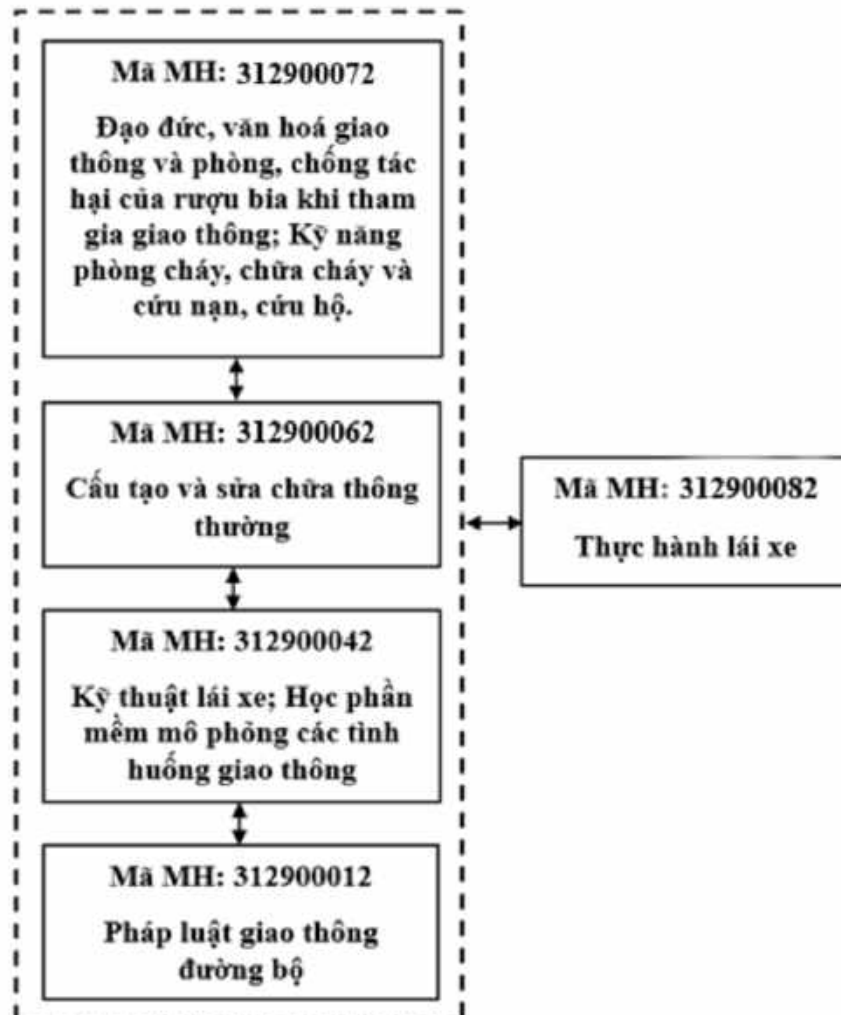 Mã MH: 312900072
Đạo đức, văn hoá giao
thông và phòng, chống tác
hại của rượu bia khi tham
gia giao thông; Kỹ năng
phòng cháy, chữa cháy và
cứu nạn, cứu hộ.
Mã MH: 312900062
Cấu tạo và sửa chữa thông
thường
Mã MH: 312900042
Kỹ thuật lái xe; Học phần
mềm mô phỏng các tình
huống giao thông
Mã MH: 312900012
Pháp luật giao thông
đường bộ
Mã MH: 312900082
Thực hành lái xe